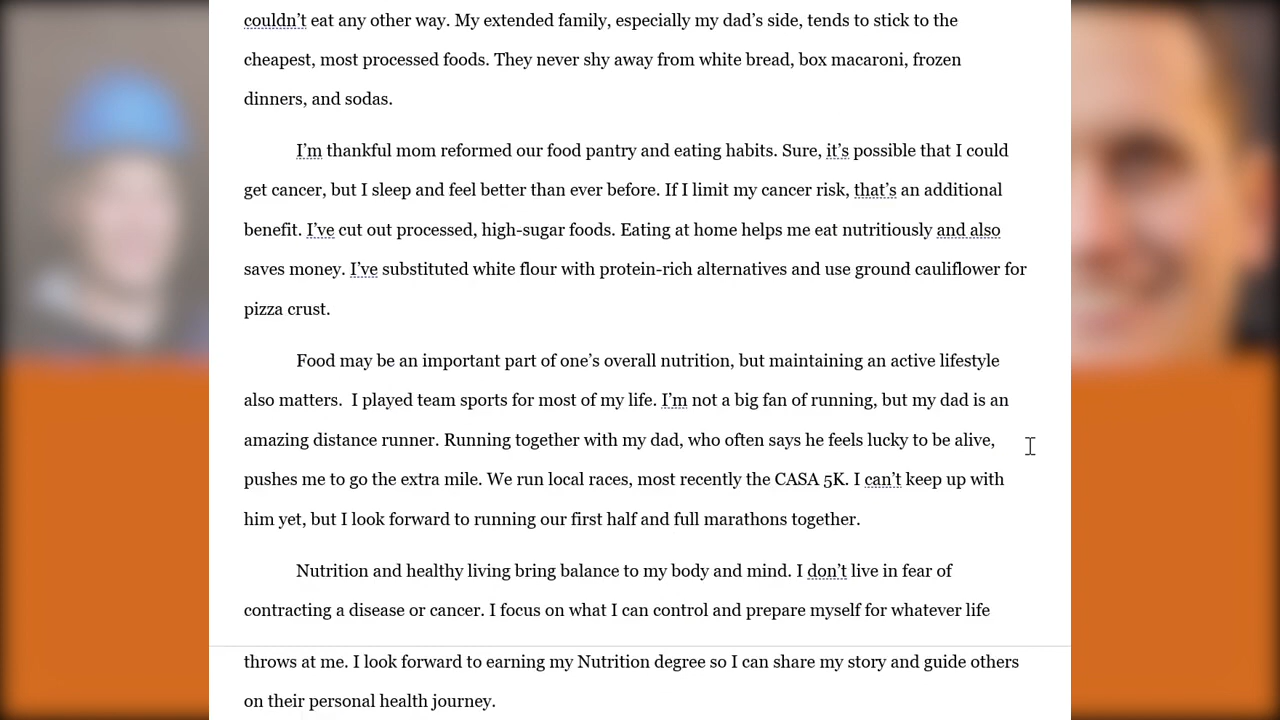 couldn’t eat any other way. My extended family, especially my dad’s side, tends to stick to the
cheapest, most processed foods. They never shy away from white bread, box macaroni, frozen
dinners, and sodas.
I’m thankful mom reformed our food pantry and eating habits. Sure, it’s possible that I could
get cancer, but I sleep and feel better than ever before. If I limit my cancer risk, that’s an additional
benefit. I’ve cut out processed, high-sugar foods. Eating at home helps me eat nutritiously and also
saves money. I’ve substituted white flour with protein-rich alternatives and use ground cauliflower for
pizza crust.
Food may be an important part of one’s overall nutrition, but maintaining an active lifestyle
also matters.  I played team sports for most of my life. I’m not a big fan of running, but my dad is an
amazing distance runner. Running together with my dad, who often says he feels lucky to be alive,
pushes me to go the extra mile. We run local races, most recently the CASA 5K. I can’t keep up with
him yet, but I look forward to running our first half and full marathons together.
Nutrition and healthy living bring balance to my body and mind. I don’t live in fear of
contracting a disease or cancer. I focus on what I can control and prepare myself for whatever life
throws at me. I look forward to earning my Nutrition degree so I can share my story and guide others
on their personal health journey.